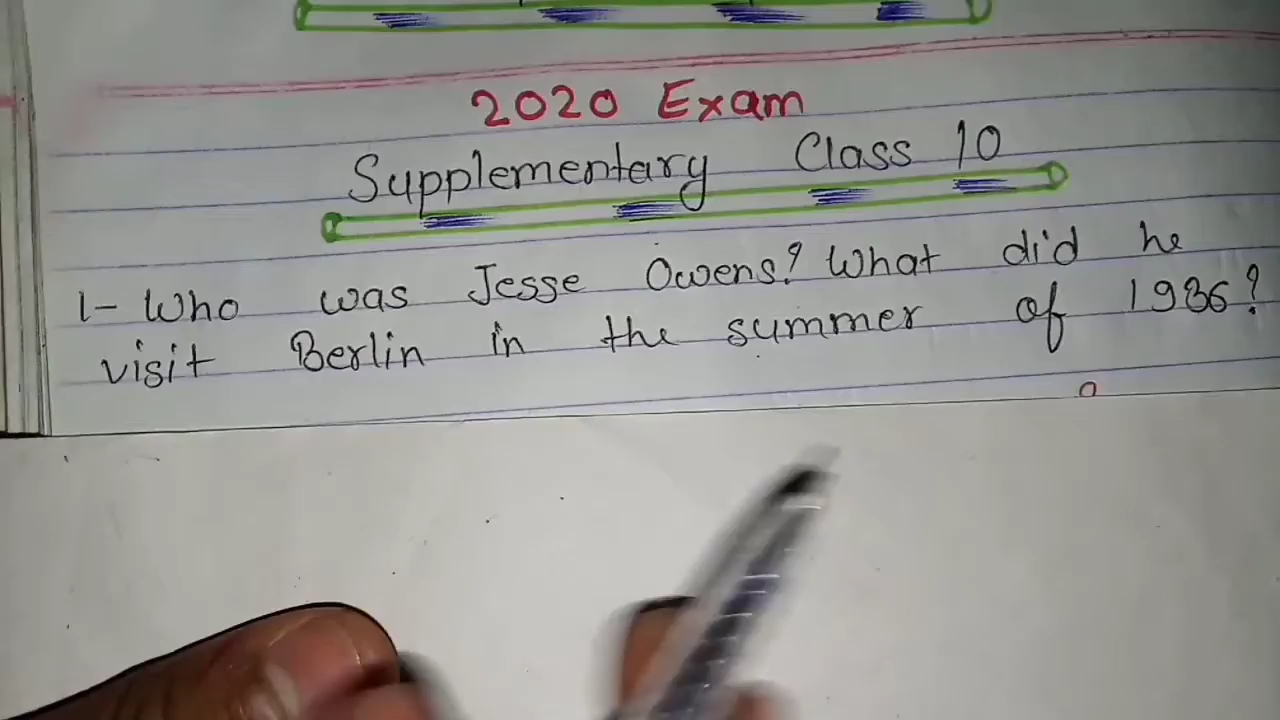 2020 Exam
Supplementary Class 10
1- Who was Jesse Owens? What did he
visit Berlin in the summer of 1936?